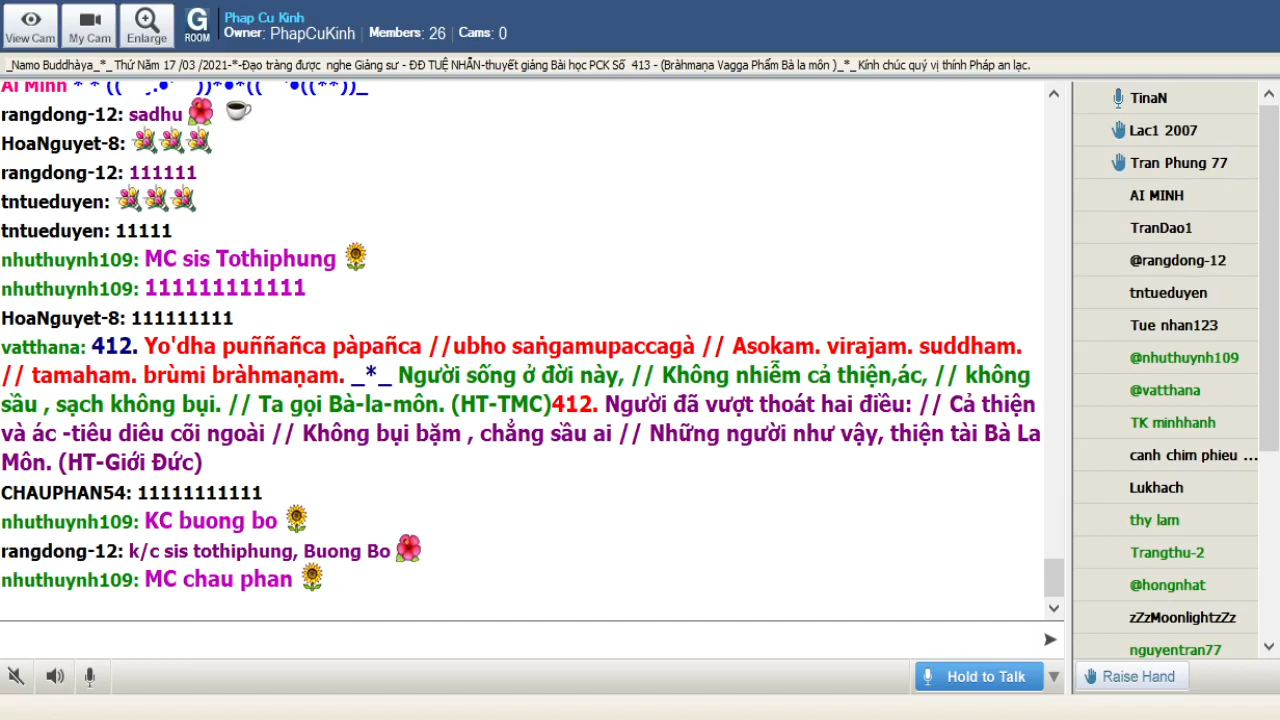 View Cam
My Cam
Enlarge
G
ROOM
Phap Cu Kinh
Owner: PhapCuKinh
Members: 26
Cams: 0
_Namo Buddhàya_*_ Thứ Năm 17 /03 /2021-*-Đạo tràng được nghe Giảng sư - ĐĐ TUỆ NHẪN-thuyết giảng Bài học PCK Số 413 - (Bràhmaṇa Vagga Phẩm Bà la môn )_*_ Kính chúc quý vị thính Pháp an lạc.
rangdong-12: sadhu
HoaNguyet-8:
rangdong-12: 111111
tntueduyen:
tntueduyen: 11111
nhuthuynh109: MC sis Tothiphung
nhuthuynh109: 111111111111
HoaNguyet-8: 111111111
vatthana: 412. Yo'dha puññañca pàpañca //ubho saṅgamupaccagà // Asokam. virajam. suddham.
// tamaham. brùmi bràhmaṇam. _*_ Người sống ở đời này, // Không nhiễm cả thiện,ác, // không
sầu , sạch không bụi. // Ta gọi Bà-la-môn. (HT-TMC)412. Người đã vượt thoát hai điều: // Cả thiện
và ác -tiêu diêu cõi ngoài // Không bụi bặm , chẳng sầu ai // Những người như vậy, thiện tài Bà La
Môn. (HT-Giới Đức)
CHAUPHAN54: 11111111111
nhuthuynh109: KC buong bo
rangdong-12: k/c sis tothiphung, Buong Bo
nhuthuynh109: MC chau phan
Hold to Talk
TinaN
Lac1 2007
Tran Phung 77
AI MINH
TranDao1
@rangdong-12
tntueduyen
Tue nhan123
@nhuthuynh109
@vatthana
TK minhhanh
canh chim phieu ...
Lukhach
thy lam
Trangthu-2
@hongnhat
zZzMoonlightzZz
nguyentran77
Raise Hand